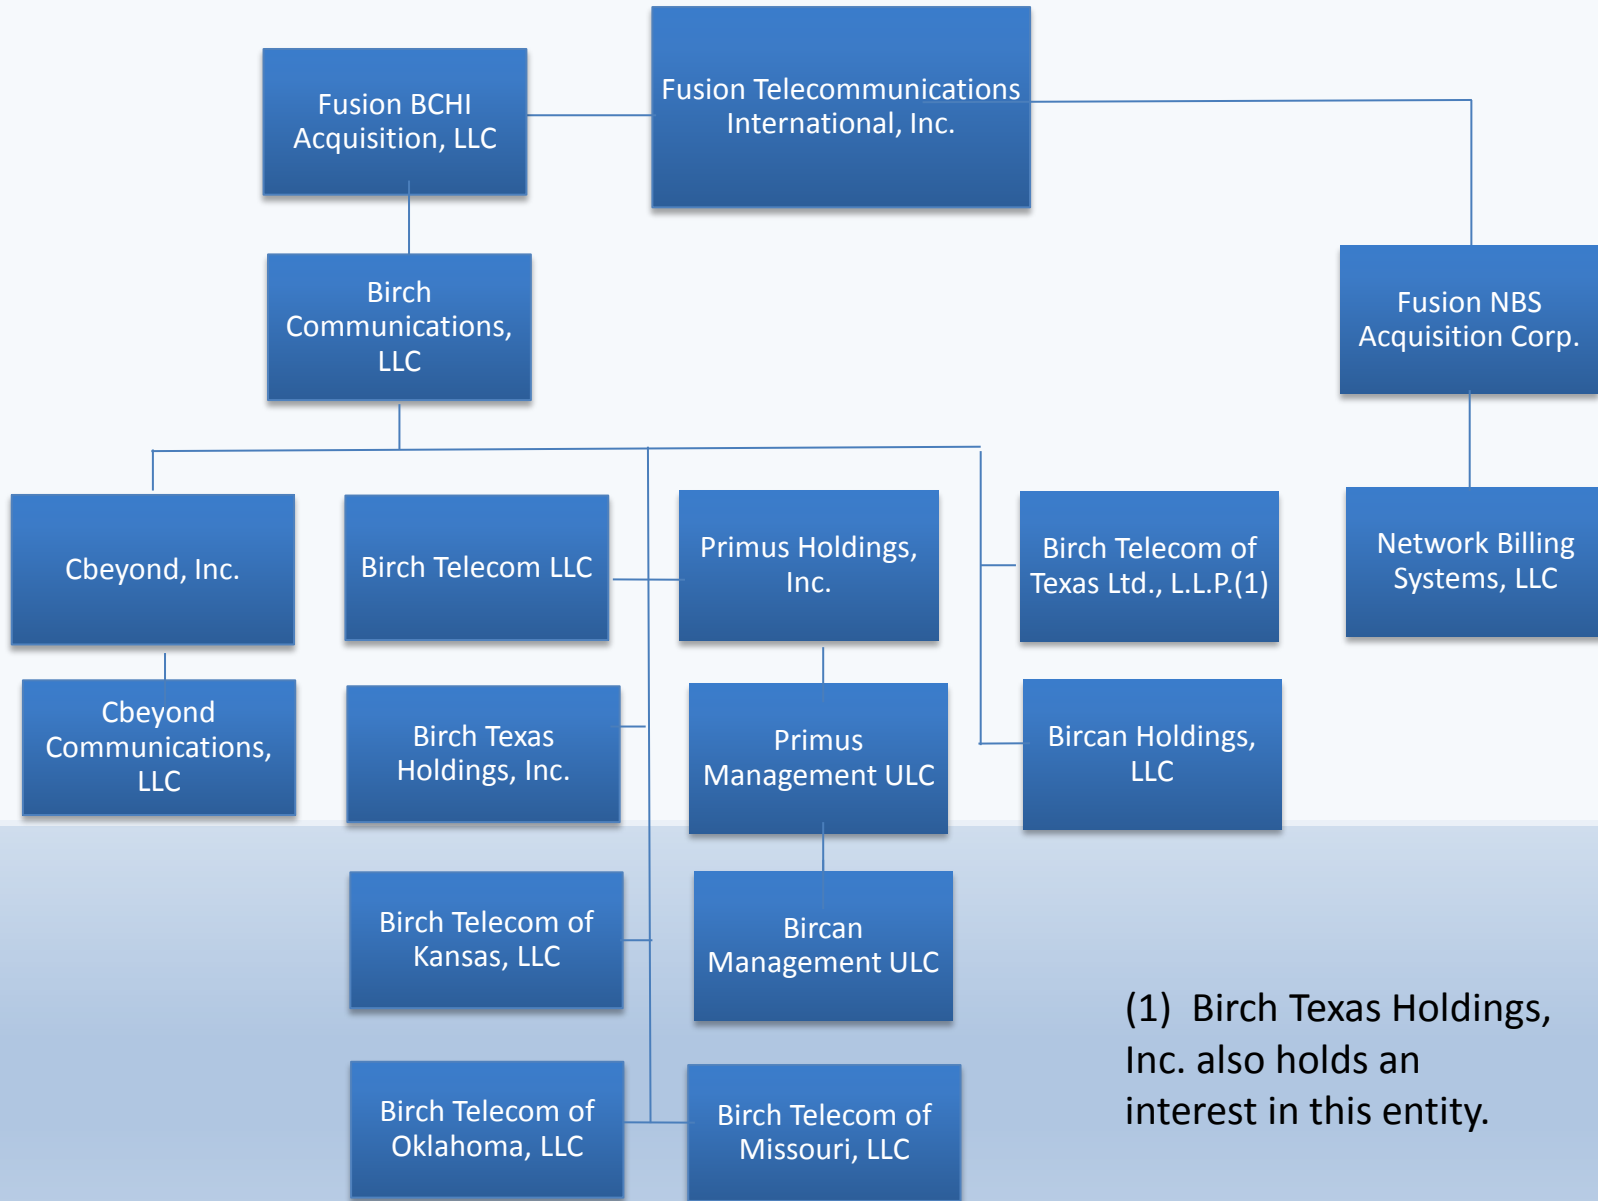 Fusion BCHI
Acquisition, LLC
Fusion Telecommunications
International, Inc.
Birch
Communications,
LLC
Fusion NBS
Acquisition Corp.
Cbeyond, Inc.
Birch Telecom LLC
Primus Holdings,
Inc.
Birch Telecom of
Texas Ltd., L.L.P.(1)
Network Billing
Systems, LLC
Cbeyond
Communications,
LLC
Birch Texas
Holdings, Inc.
Primus
Management ULC
Bircan Holdings,
LLC
Birch Telecom of
Kansas, LLC
Bircan
Management ULC
Birch Telecom of
Oklahoma, LLC
Birch Telecom of
Missouri, LLC
(1) Birch Texas Holdings,
Inc. also holds an
interest in this entity.